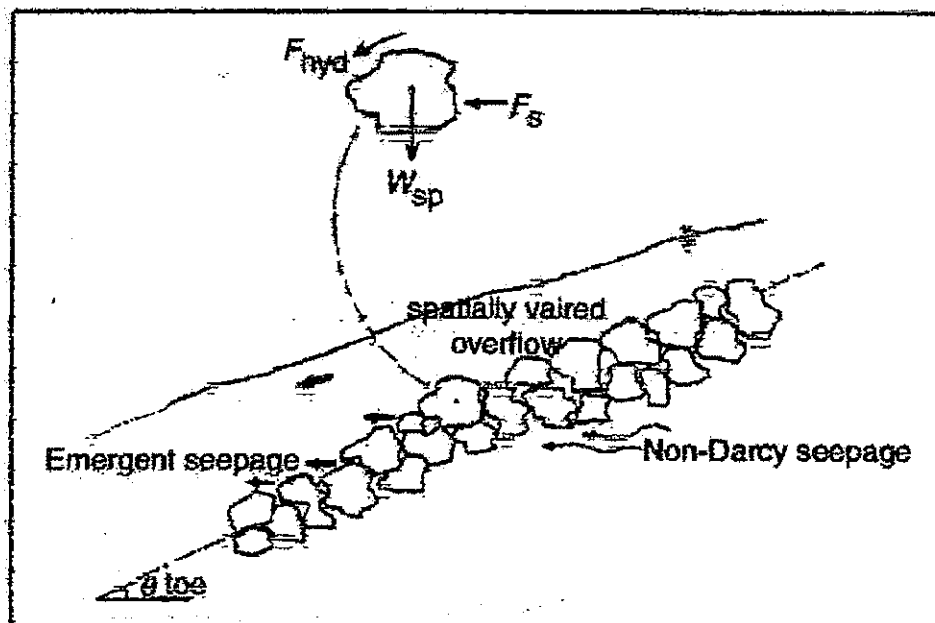 Fhyd
Fs
Wsp
spatially vaired
overflow
Emergent seepage
Non-Darcy seepage
θ toe